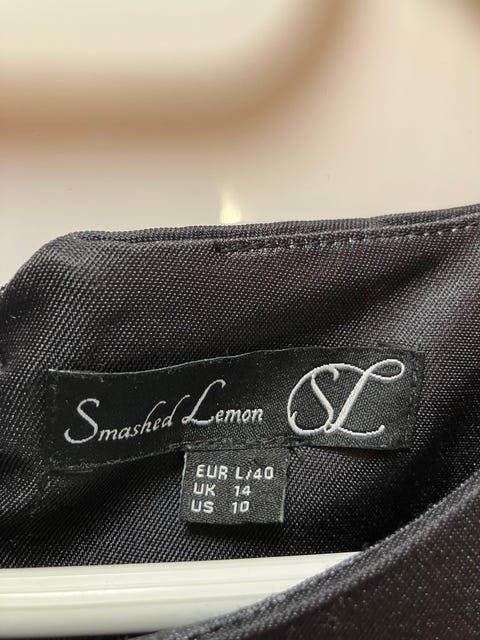 Smashed Lemon SL
EUR L/40
UK 14
US 10